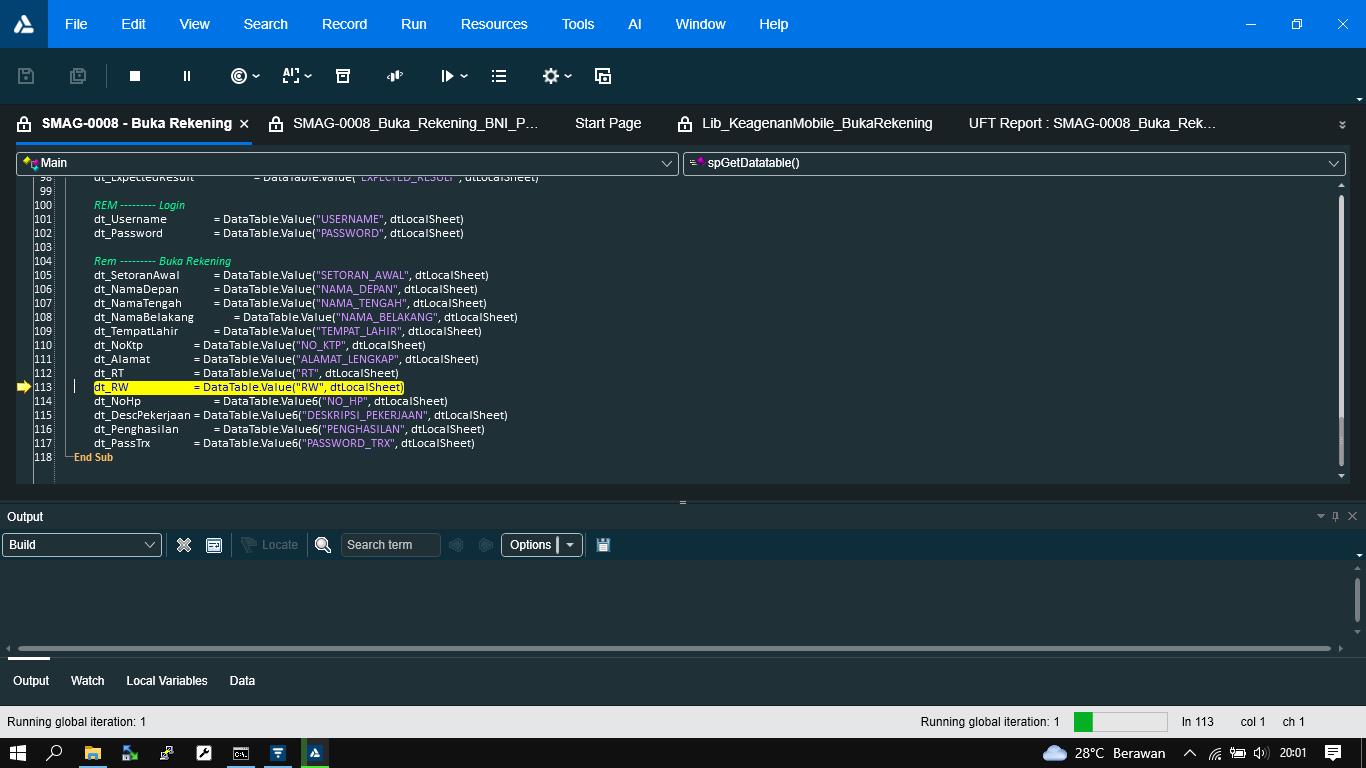 File Edit View Search Record Run Resources Tools AI Window Help
SMAG-0008 - Buka Rekening SMAG-0008_Buka_Rekening_BNI_P... Start Page Lib_KeagenanMobile_BukaRekening UFT Report : SMAG-0008_Buka_Rek...
Main spGetDatatable()
98 dt_ExpectedResult = DataTable.Value("EXPECTED_RESULT", dtLocalSheet)
99
100 REM --------- Login
101 dt_Username = DataTable.Value("USERNAME", dtLocalSheet)
102 dt_Password = DataTable.Value("PASSWORD", dtLocalSheet)
103
104 Rem --------- Buka Rekening
105 dt_SetoranAwal = DataTable.Value("SETORAN_AWAL", dtLocalSheet)
106 dt_NamaDepan = DataTable.Value("NAMA_DEPAN", dtLocalSheet)
107 dt_NamaTengah = DataTable.Value("NAMA_TENGAH", dtLocalSheet)
108 dt_NamaBelakang = DataTable.Value("NAMA_BELAKANG", dtLocalSheet)
109 dt_TempatLahir = DataTable.Value("TEMPAT_LAHIR", dtLocalSheet)
110 dt_NoKtp = DataTable.Value("NO_KTP", dtLocalSheet)
111 dt_Alamat = DataTable.Value("ALAMAT_LENGKAP", dtLocalSheet)
112 dt_RT = DataTable.Value("RT", dtLocalSheet)
113 dt_RW = DataTable.Value("RW", dtLocalSheet)
114 dt_NoHp = DataTable.Value6("NO_HP", dtLocalSheet)
115 dt_DescPekerjaan = DataTable.Value6("DESKRIPSI_PEKERJAAN", dtLocalSheet)
116 dt_Penghasilan = DataTable.Value6("PENGHASILAN", dtLocalSheet)
117 dt_PassTrx = DataTable.Value6("PASSWORD_TRX", dtLocalSheet)
118 End Sub
Output
Build Locate Search term Options
Output Watch Local Variables Data
Running global iteration: 1 Running global iteration: 1 ln 113 col 1 ch 1
28°C Berawan 20:01